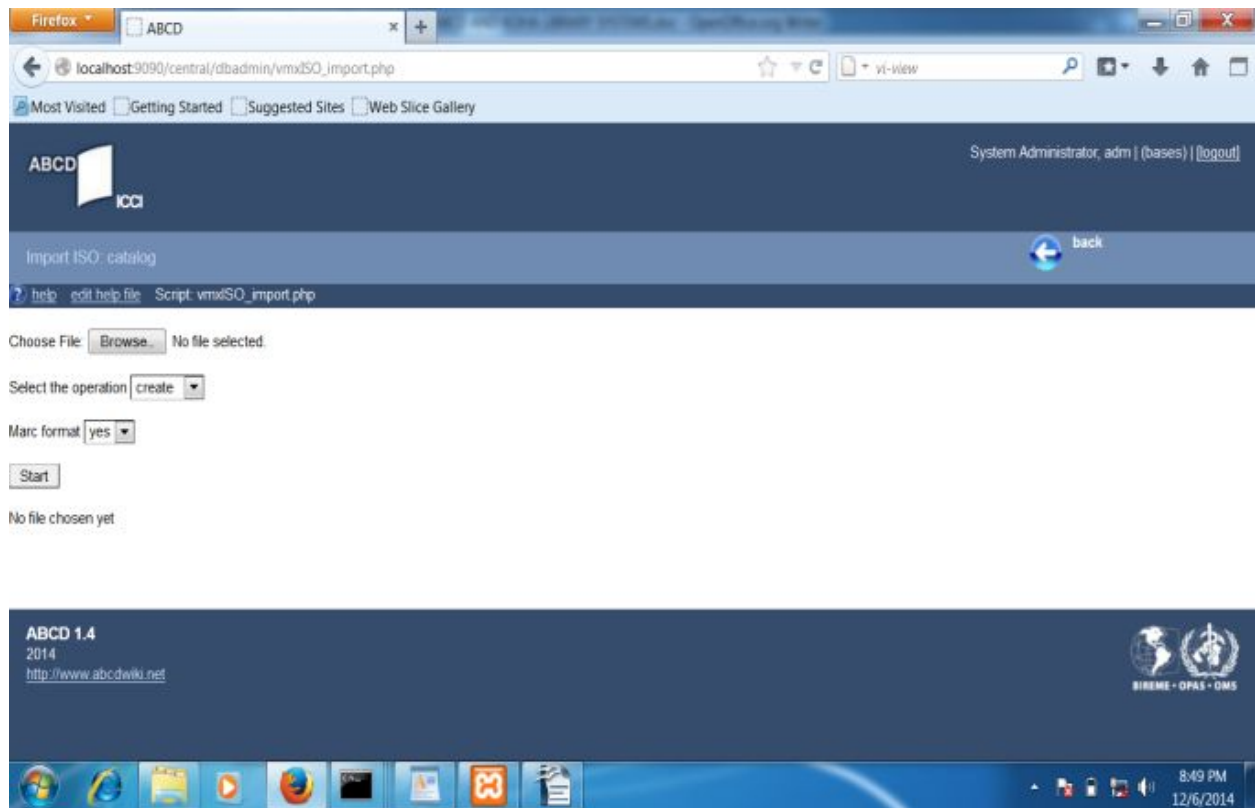 Firefox
ABCD
localhost:9090/central/dbadmin/vmxISO_import.php
vi-view
Most Visited Getting Started Suggested Sites Web Slice Gallery
ABCD
ICCI
System Administrator, adm | (bases) | [logout]
Import ISO: catalog
back
help edit help file Script: vmxISO_import.php
Choose File: Browse... No file selected.
Select the operation create
Marc format yes
Start
No file chosen yet
ABCD 1.4
2014
http://www.abcdwiki.net
BIREME • OPAS • OMS
8:49 PM
12/6/2014